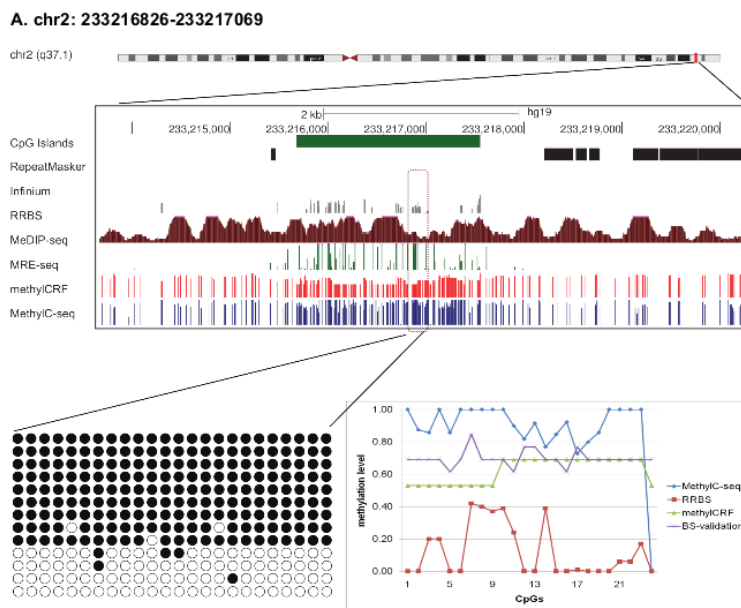 A. chr2: 233216826-233217069
chr2 (q37.1)
2 kb
hg19
233,215,000
233,216,000
233,217,000
233,218,000
233,219,000
233,220,000
CpG Islands
RepeatMasker
Infinium
RRBS
MeDIP-seq
MRE-seq
methylCRF
MethylC-seq
1.00
0.80
0.60
0.40
0.20
0.00
methylation level
1
5
9
13
17
21
CpGs
MethylC-seq
RRBS
methylCRF
BS-validation